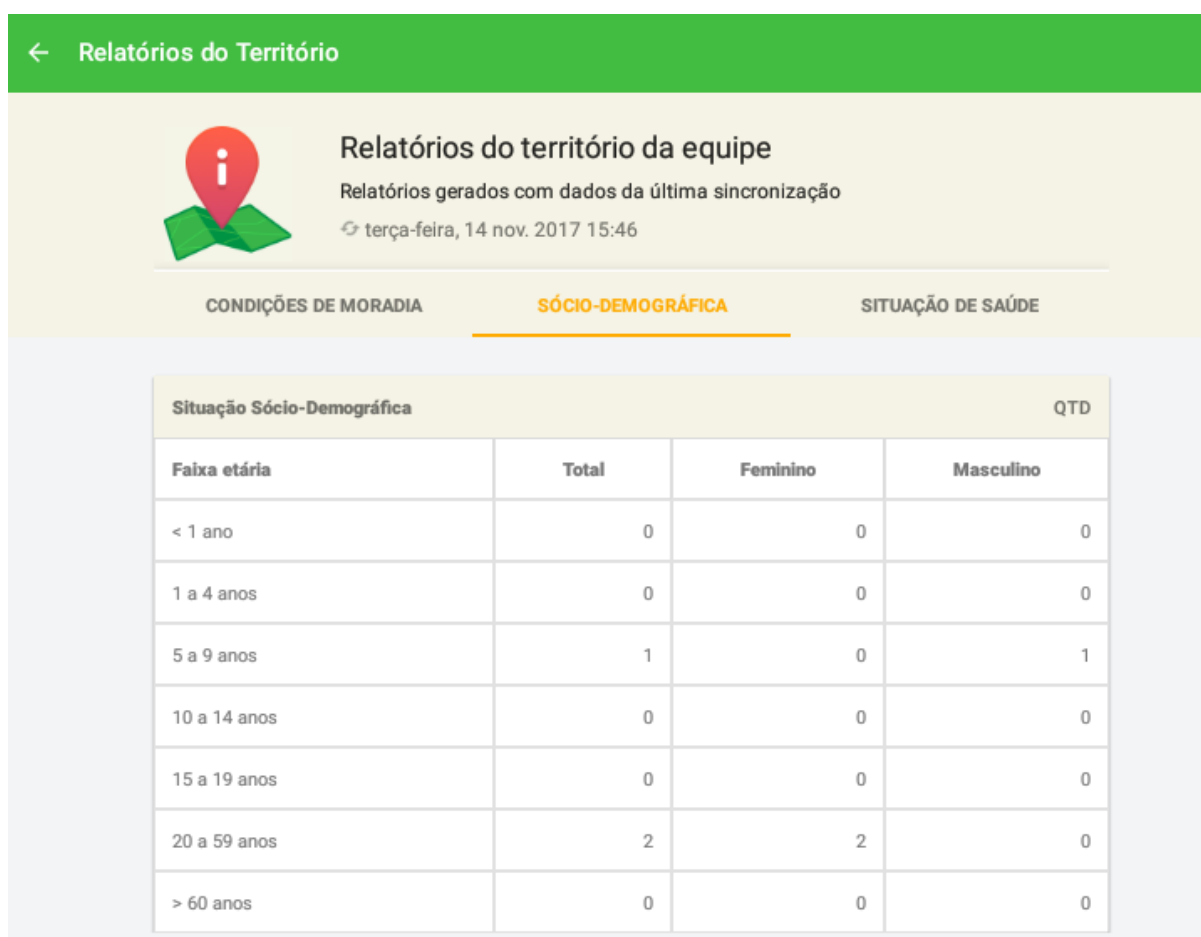 Relatórios do Território
Relatórios do território da equipe
Relatórios gerados com dados da última sincronização
terça-feira, 14 nov. 2017 15:46
CONDIÇÕES DE MORADIA SÓCIO-DEMOGRÁFICA SITUAÇÃO DE SAÚDE
Situação Sócio-Demográfica QTD
Faixa etária Total Feminino Masculino
< 1 ano 0 0 0
1 a 4 anos 0 0 0
5 a 9 anos 1 0 1
10 a 14 anos 0 0 0
15 a 19 anos 0 0 0
20 a 59 anos 2 2 0
> 60 anos 0 0 0